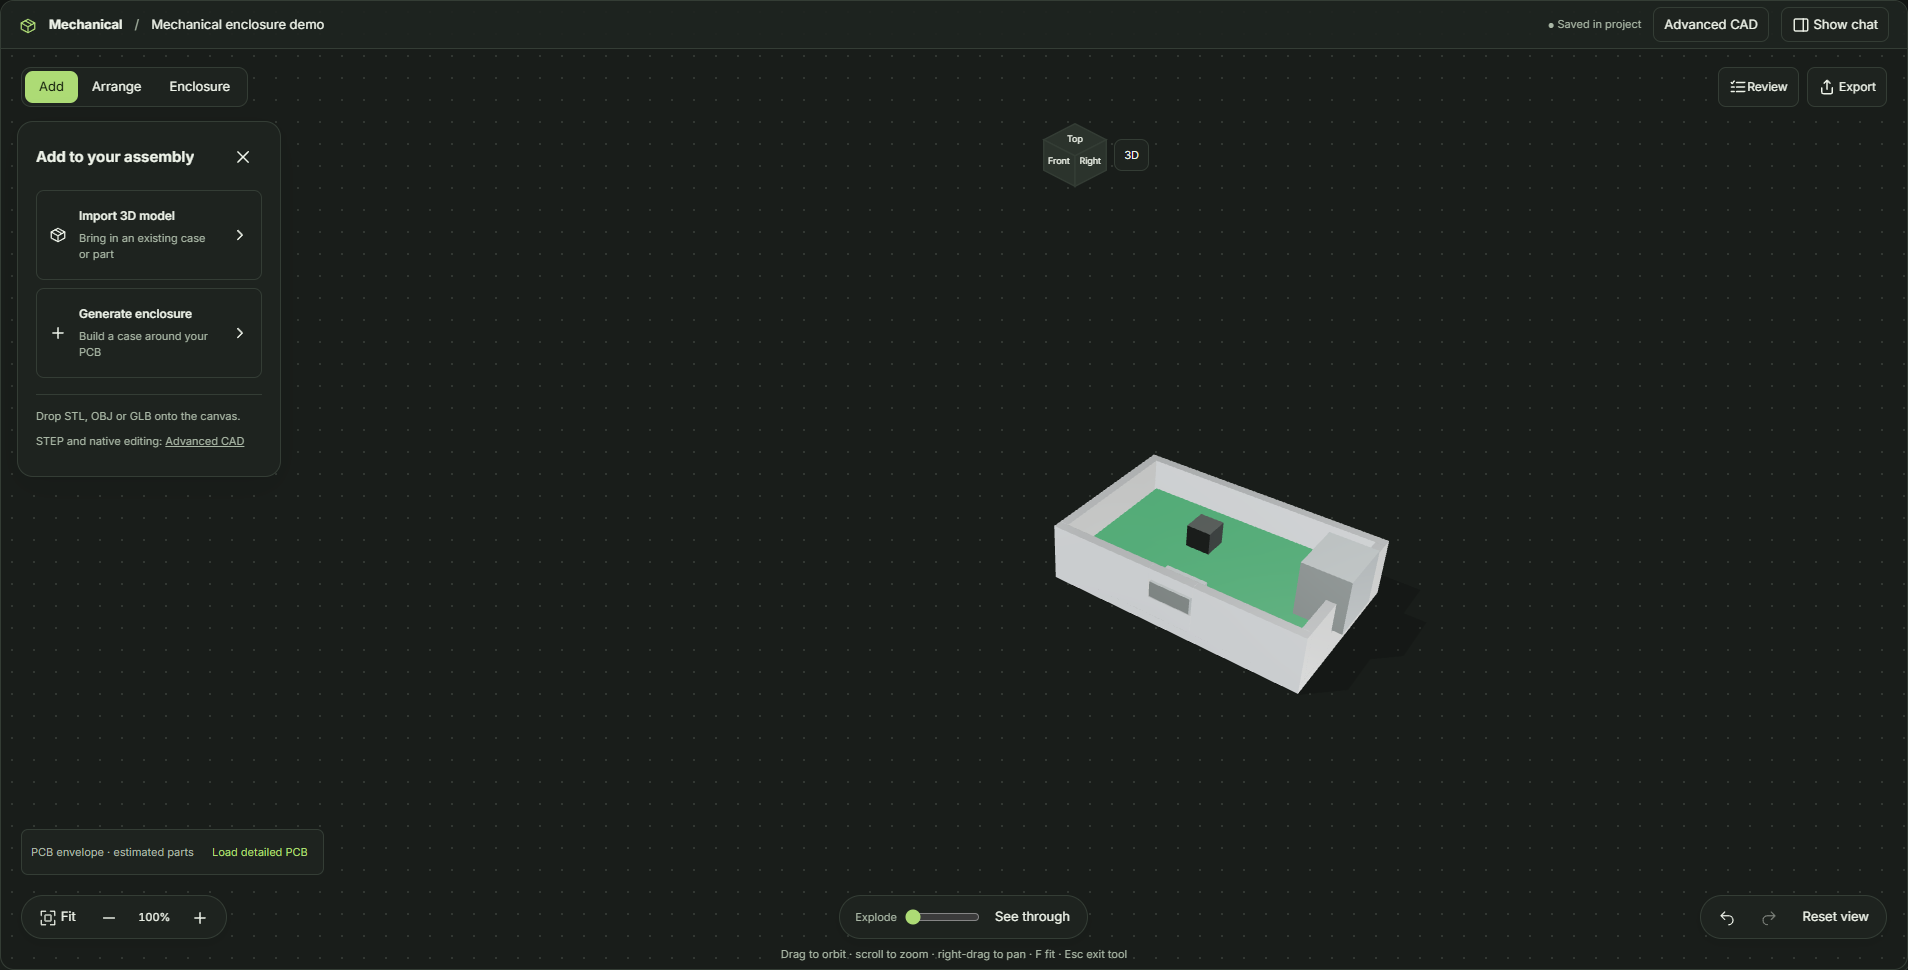 Mechanical / Mechanical enclosure demo
Saved in project
Advanced CAD
Show chat
Add
Arrange
Enclosure
Review
Export
Add to your assembly
Import 3D model
Bring in an existing case
or part
Generate enclosure
Build a case around your
PCB
Drop STL, OBJ or GLB onto the canvas.
STEP and native editing: Advanced CAD
Top
Front
Right
3D
PCB envelope · estimated parts
Load detailed PCB
Fit
100%
Explode
See through
Reset view
Drag to orbit · scroll to zoom · right-drag to pan · F fit · Esc exit tool